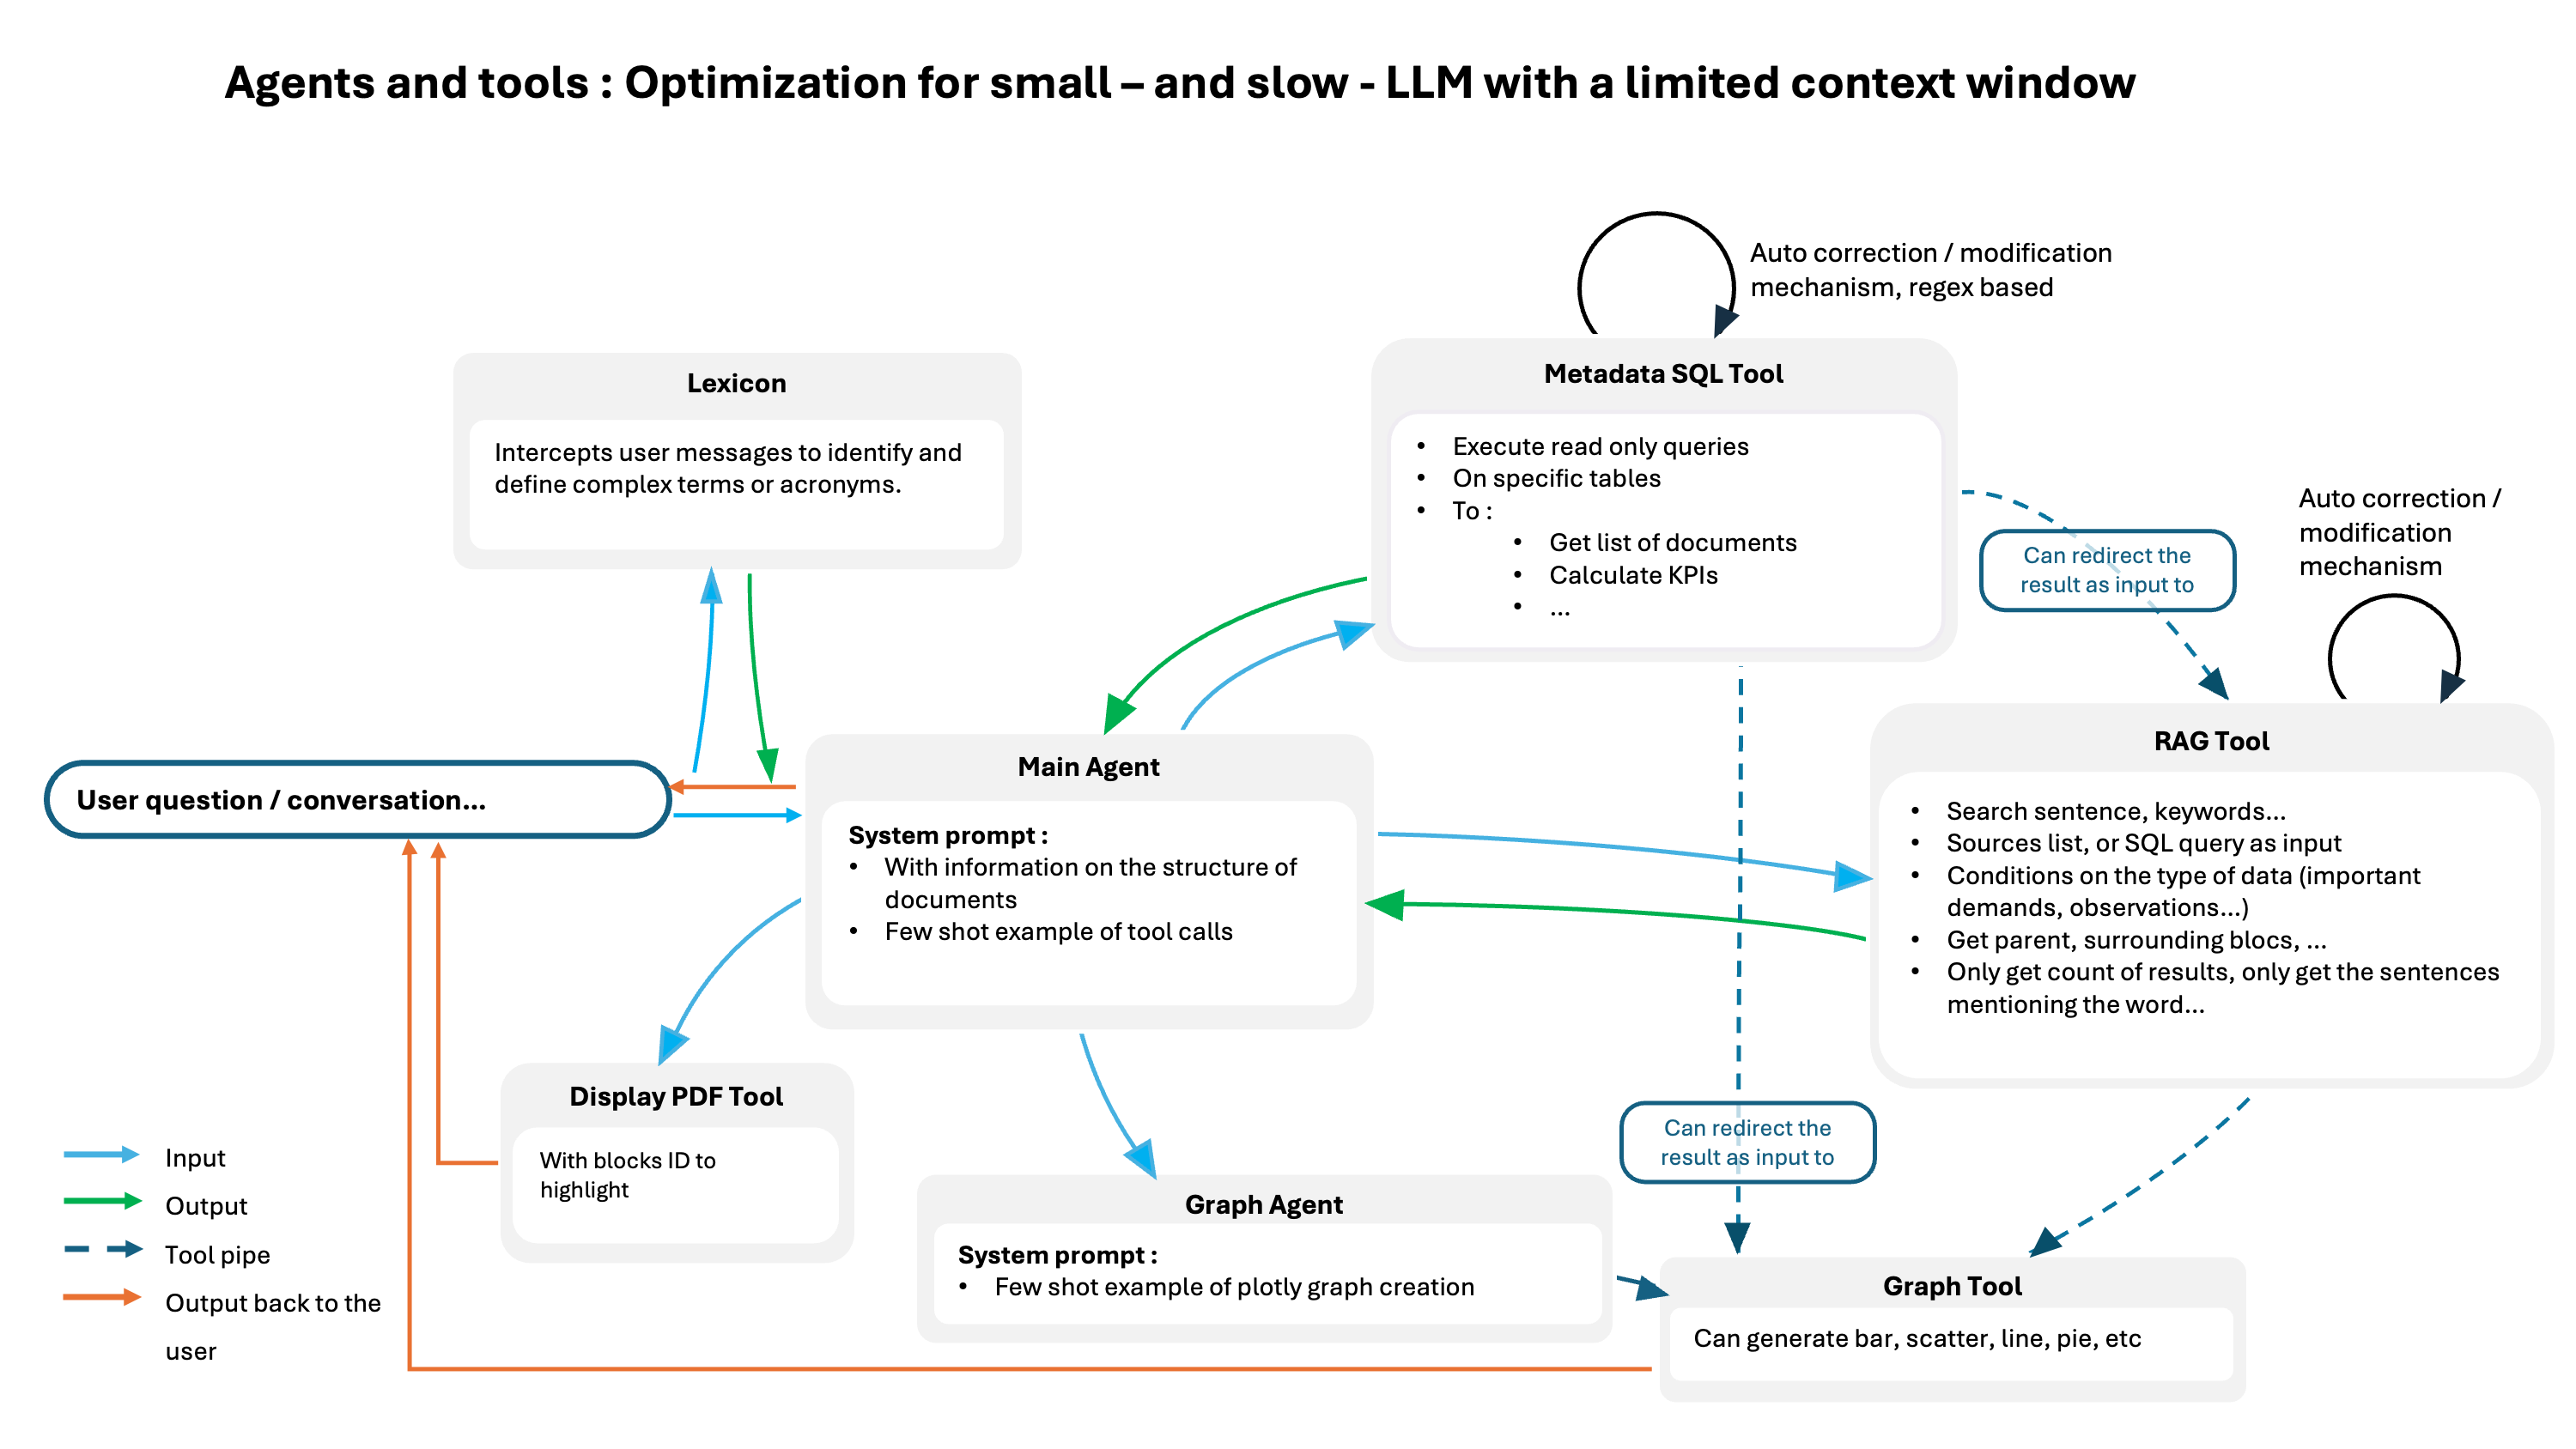 Agents and tools : Optimization for small – and slow - LLM with a limited context window
Auto correction / modification
mechanism, regex based
Lexicon
Intercepts user messages to identify and
define complex terms or acronyms.
Metadata SQL Tool
• Execute read only queries
• On specific tables
• To :
• Get list of documents
• Calculate KPIs
• ...
Can redirect the
result as input to
Auto correction /
modification
mechanism
User question / conversation...
Main Agent
System prompt :
• With information on the structure of
documents
• Few shot example of tool calls
RAG Tool
• Search sentence, keywords...
• Sources list, or SQL query as input
• Conditions on the type of data (important
demands, observations...)
• Get parent, surrounding blocs, ...
• Only get count of results, only get the sentences
mentioning the word...
Display PDF Tool
With blocks ID to
highlight
Can redirect the
result as input to
Graph Agent
System prompt :
• Few shot example of plotly graph creation
Graph Tool
Can generate bar, scatter, line, pie, etc
Input
Output
Tool pipe
Output back to the
user